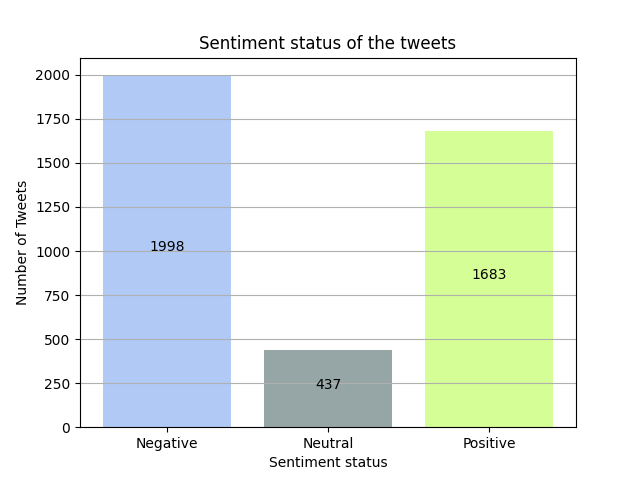 Sentiment status of the tweets
Number of Tweets
2000
1750
1500
1250
1000
750
500
250
0
1998
437
1683
Negative
Neutral
Positive
Sentiment status